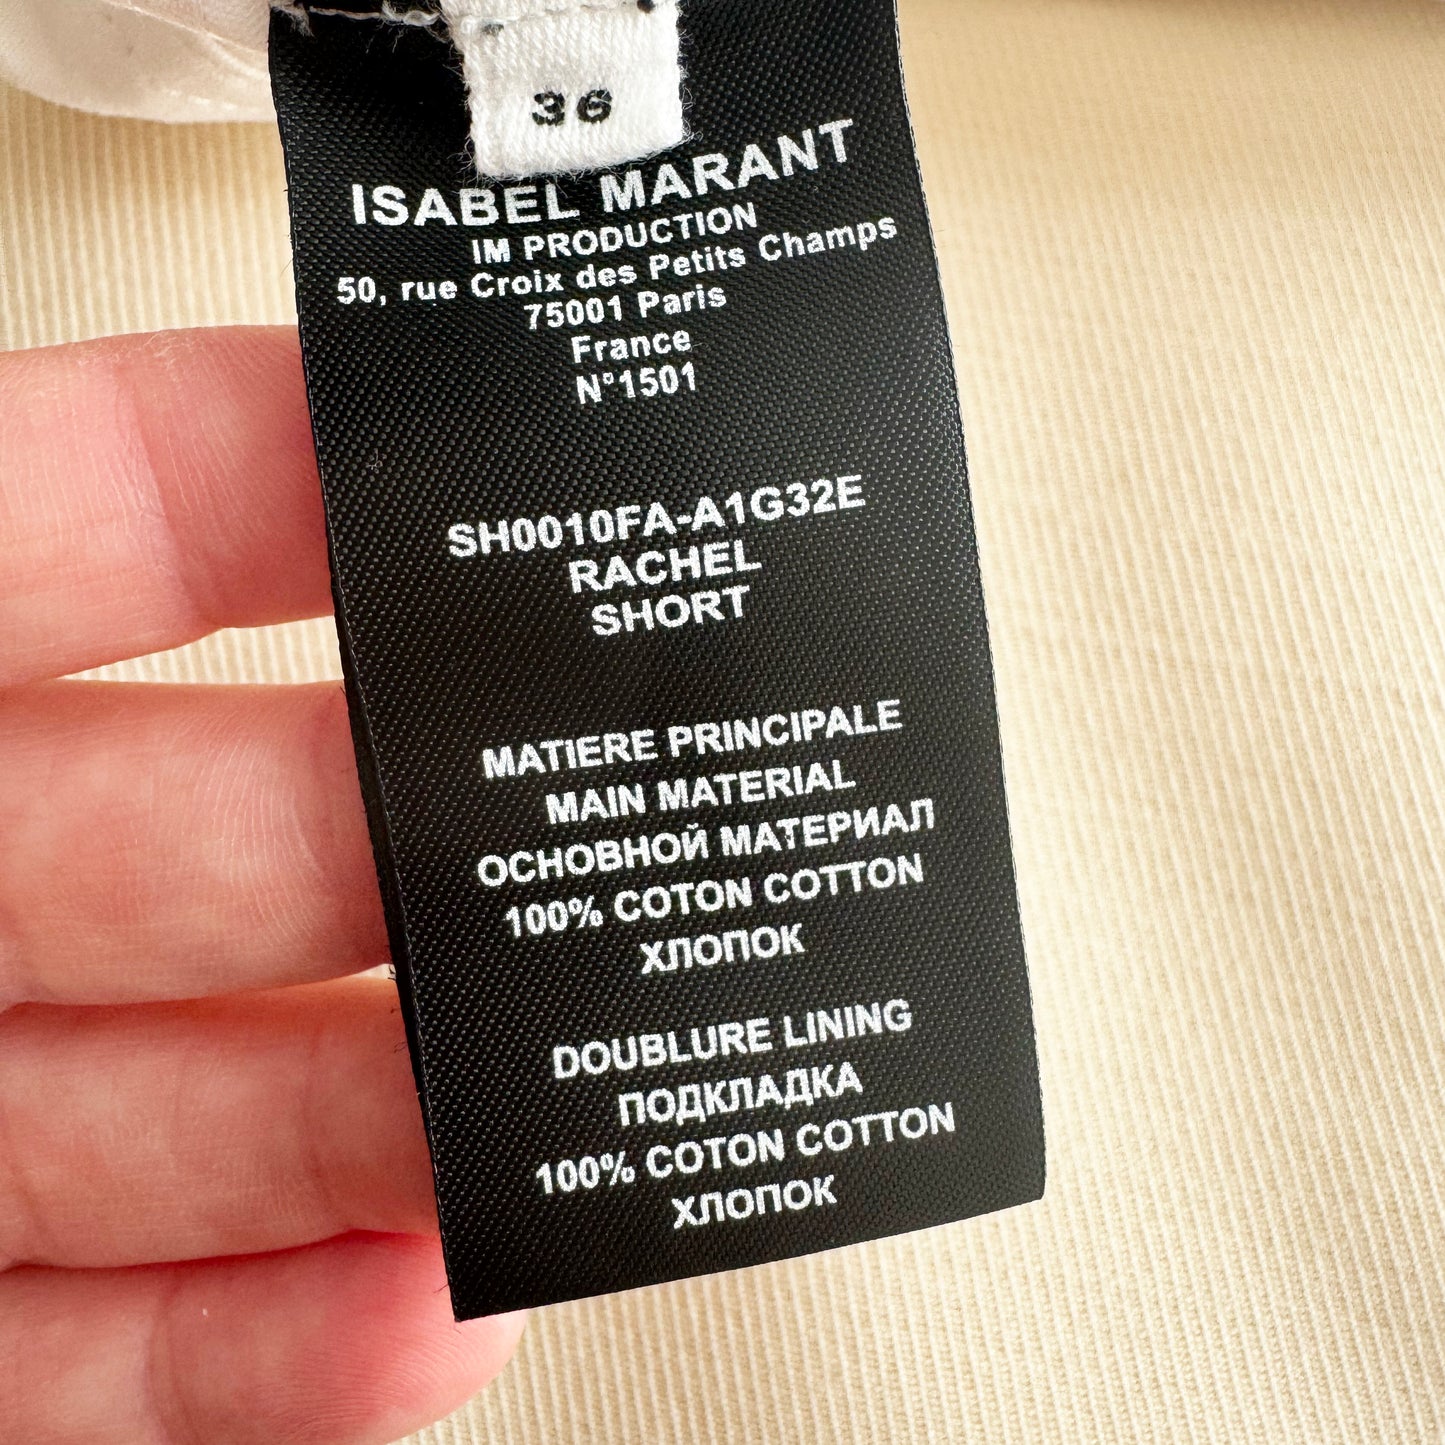 36
ISABEL MARANT
IM PRODUCTION
50, rue Croix des Petits Champs
75001 Paris
France
N°1501
SH0010FA-A1G32E
RACHEL
SHORT
MATIERE PRINCIPALE
MAIN MATERIAL
ОСНОВНОЙ МАТЕРИАЛ
100% COTON COTTON
ХЛОПОК
DOUBLURE LINING
ПОДКЛАДКА
100% COTON COTTON
ХЛОПОК